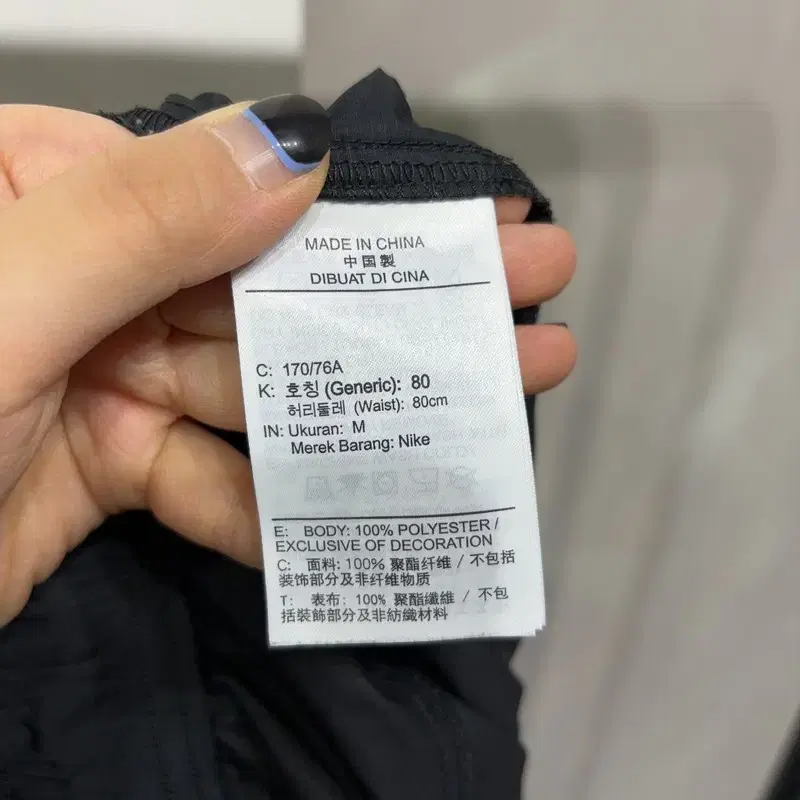 MADE IN CHINA
中国製
DIBUAT DI CINA
C: 170/76A
K: 호칭 (Generic): 80
허리둘레 (Waist): 80cm
IN: Ukuran: M
Merek Barang: Nike
E: BODY: 100% POLYESTER /
EXCLUSIVE OF DECORATION
C: 面料: 100% 聚酯纤维 / 不包括
装饰部分及非纤维物质
T: 表布: 100% 聚酯纖維 / 不包
括裝飾部分及非紡織材料